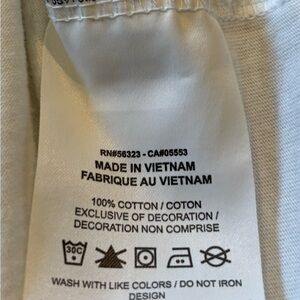 RN#56323 - CA#05553
MADE IN VIETNAM
FABRIQUE AU VIETNAM
100% COTTON / COTON
EXCLUSIVE OF DECORATION /
DECORATION NON COMPRISE
30C
WASH WITH LIKE COLORS / DO NOT IRON
DESIGN